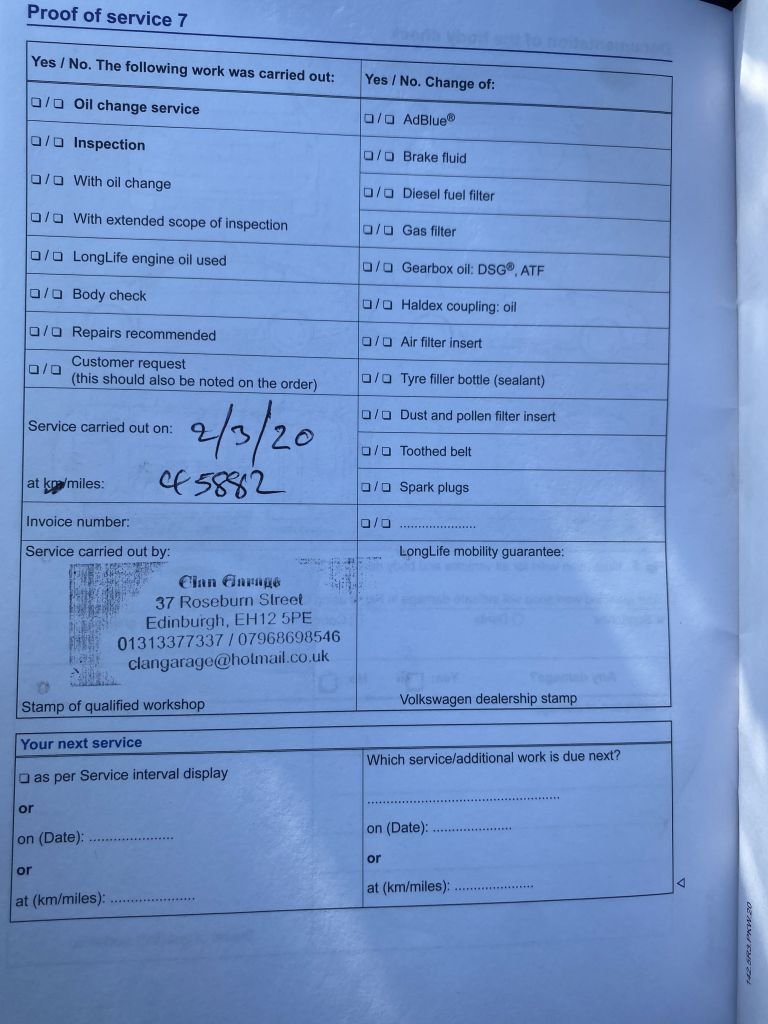 Proof of service 7
Yes / No. The following work was carried out:
❏ / ❏ Oil change service
❏ / ❏ Inspection
❏ / ❏ With oil change
❏ / ❏ With extended scope of inspection
❏ / ❏ LongLife engine oil used
❏ / ❏ Body check
❏ / ❏ Repairs recommended
❏ / ❏ Customer request
(this should also be noted on the order)
Service carried out on: 2/3/20
at km/miles: 45882
Invoice number:
Service carried out by:
Clan Garage
37 Roseburn Street
Edinburgh, EH12 5PE
01313377337 / 07968698546
clangarage@hotmail.co.uk
Stamp of qualified workshop
Yes / No. Change of:
❏ / ❏ AdBlue®
❏ / ❏ Brake fluid
❏ / ❏ Diesel fuel filter
❏ / ❏ Gas filter
❏ / ❏ Gearbox oil: DSG®, ATF
❏ / ❏ Haldex coupling: oil
❏ / ❏ Air filter insert
❏ / ❏ Tyre filler bottle (sealant)
❏ / ❏ Dust and pollen filter insert
❏ / ❏ Toothed belt
❏ / ❏ Spark plugs
❏ / ❏ .....................
LongLife mobility guarantee:
Volkswagen dealership stamp
Your next service
❏ as per Service interval display
or
on (Date): .....................
or
at (km/miles): .....................
Which service/additional work is due next?
..................................................
on (Date): .....................
or
at (km/miles): .....................
142.5R3.PKW.20